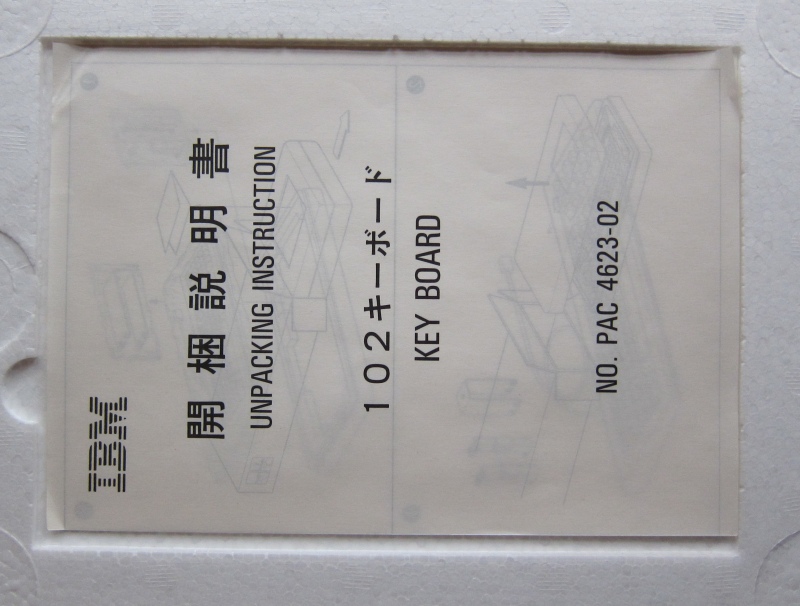 IBM
開梱説明書
UNPACKING INSTRUCTION
102キーボード
KEY BOARD
NO. PAC 4623-02